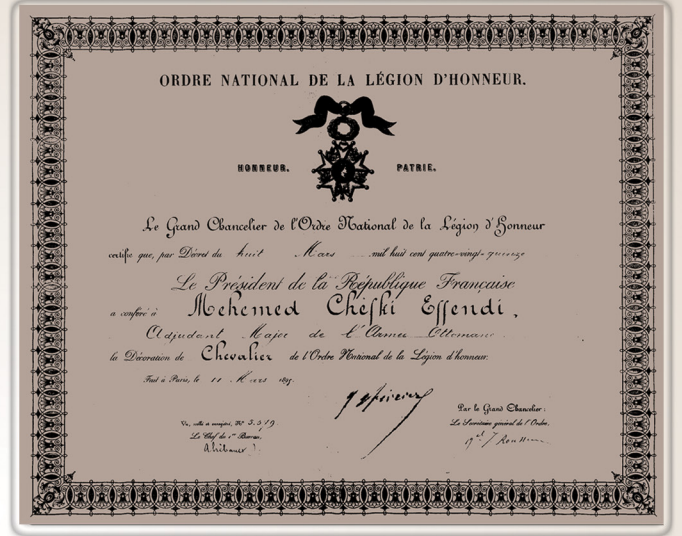 ORDRE NATIONAL DE LA LÉGION D'HONNEUR.
HONNEUR. PATRIE.
Le Grand Chancelier de l'Ordre National de la Légion d'Honneur
certifie que, par Décret du huit Mars mil huit cent quatre-vingt-quinze
Le Président de la République Française
a conféré à Mehemed Chefki Effendi,
Adjudant Major de l'Armée Ottomane
la Décoration de Chevalier de l'Ordre National de la Légion d'honneur.
Fait à Paris, le 11 Mars 1895
Par le Grand Chancelier :
Vu, scellé et enregistré, N°
Le Secrétaire général de l'Ordre,
Le Chef du 1er Bureau,